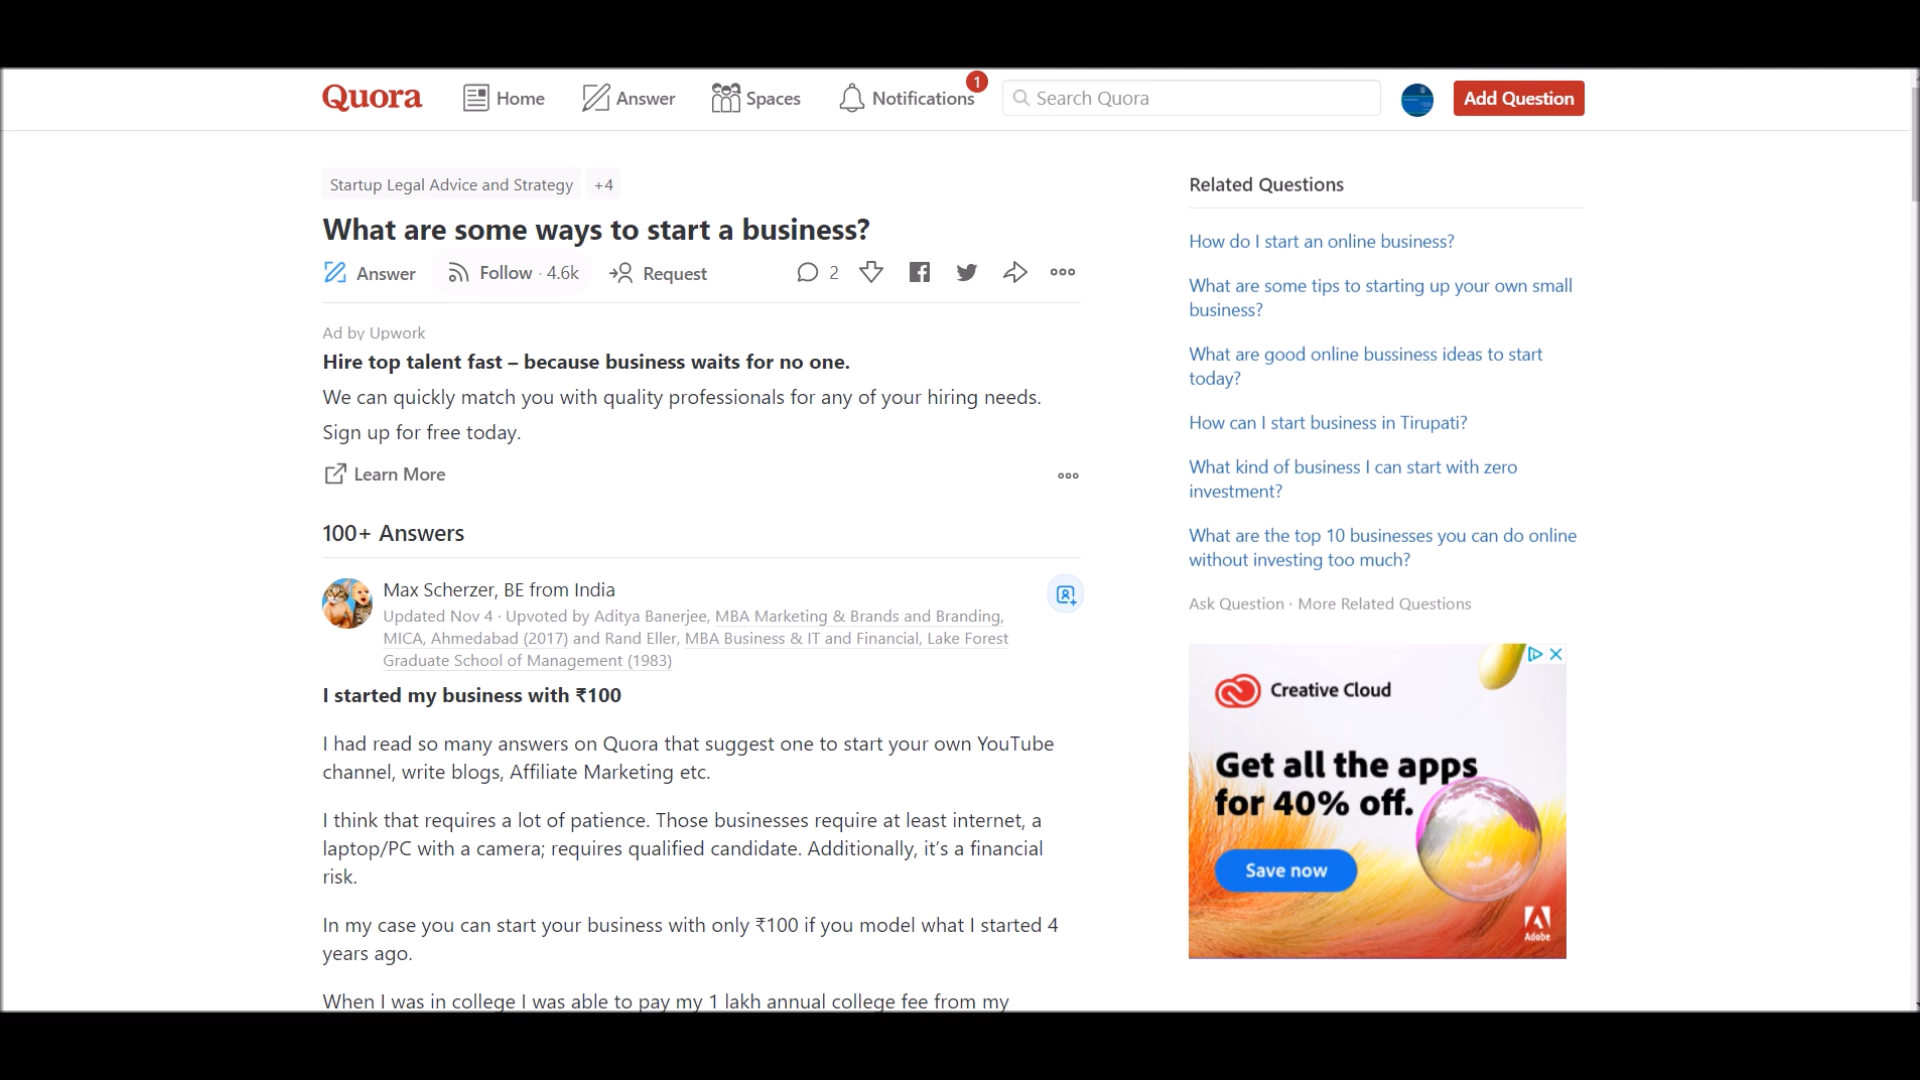 Quora
Home
Answer
Spaces
Notifications
1
Search Quora
Add Question
Startup Legal Advice and Strategy
+4
What are some ways to start a business?
Answer
Follow · 4.6k
Request
2
Ad by Upwork
Hire top talent fast – because business waits for no one.
We can quickly match you with quality professionals for any of your hiring needs.
Sign up for free today.
Learn More
100+ Answers
Max Scherzer, BE from India
Updated Nov 4 · Upvoted by Aditya Banerjee, MBA Marketing & Brands and Branding,
MICA, Ahmedabad (2017) and Rand Eller, MBA Business & IT and Financial, Lake Forest
Graduate School of Management (1983)
I started my business with ₹100
I had read so many answers on Quora that suggest one to start your own YouTube
channel, write blogs, Affiliate Marketing etc.
I think that requires a lot of patience. Those businesses require at least internet, a
laptop/PC with a camera; requires qualified candidate. Additionally, it’s a financial
risk.
In my case you can start your business with only ₹100 if you model what I started 4
years ago.
When I was in college I was able to pay my 1 lakh annual college fee from my
Related Questions
How do I start an online business?
What are some tips to starting up your own small
business?
What are good online bussiness ideas to start
today?
How can I start business in Tirupati?
What kind of business I can start with zero
investment?
What are the top 10 businesses you can do online
without investing too much?
Ask Question · More Related Questions
Creative Cloud
Get all the apps
for 40% off.
Save now
Adobe